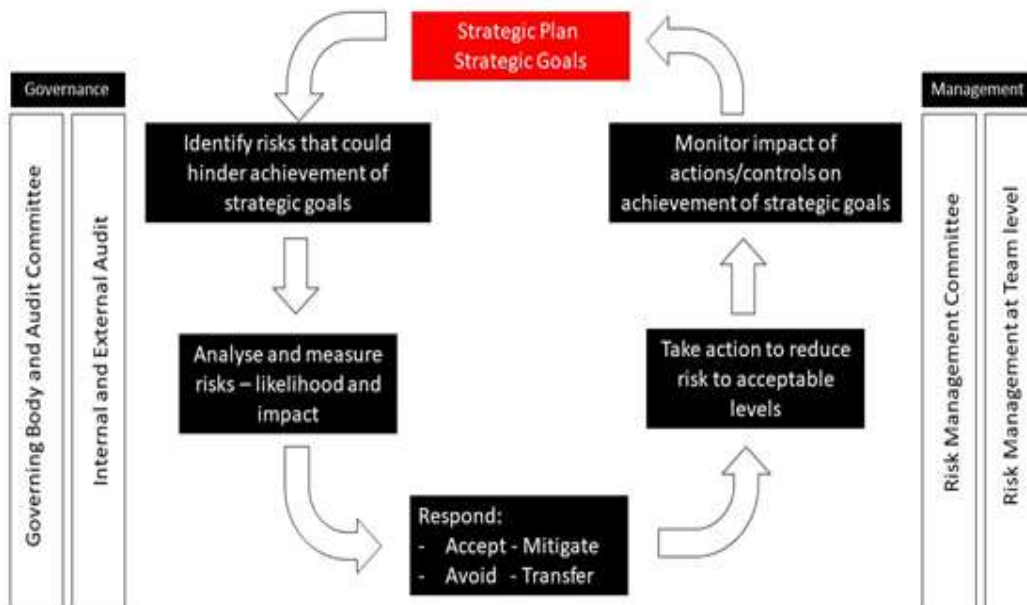 Strategic Plan
Strategic Goals
Governance
Management
Governing Body and Audit Committee
Internal and External Audit
Identify risks that could
hinder achievement of
strategic goals
Monitor impact of
actions/controls on
achievement of strategic goals
Analyse and measure
risks – likelihood and
impact
Take action to reduce
risk to acceptable
levels
Respond:
- Accept - Mitigate
- Avoid - Transfer
Risk Management Committee
Risk Management at Team level